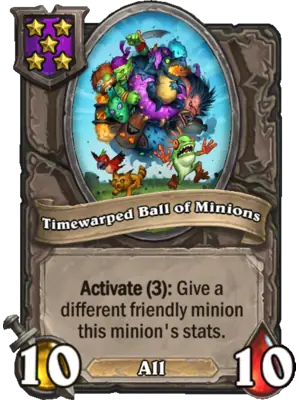 Timewarped Ball of Minions
Activate (3): Give a
different friendly minion
this minion's stats.
10
All
10